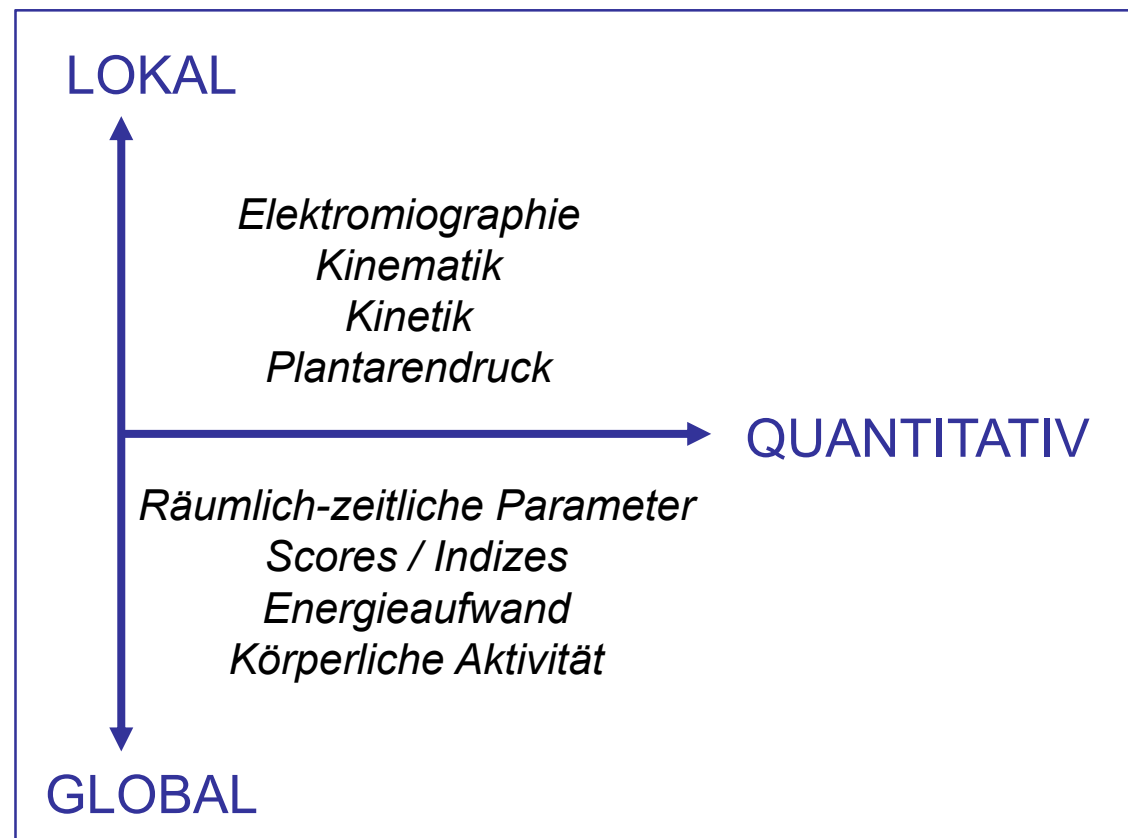 LOKAL
Elektromiographie
Kinematik
Kinetik
Plantarendruck
QUANTITATIV
Räumlich-zeitliche Parameter
Scores / Indizes
Energieaufwand
Körperliche Aktivität
GLOBAL